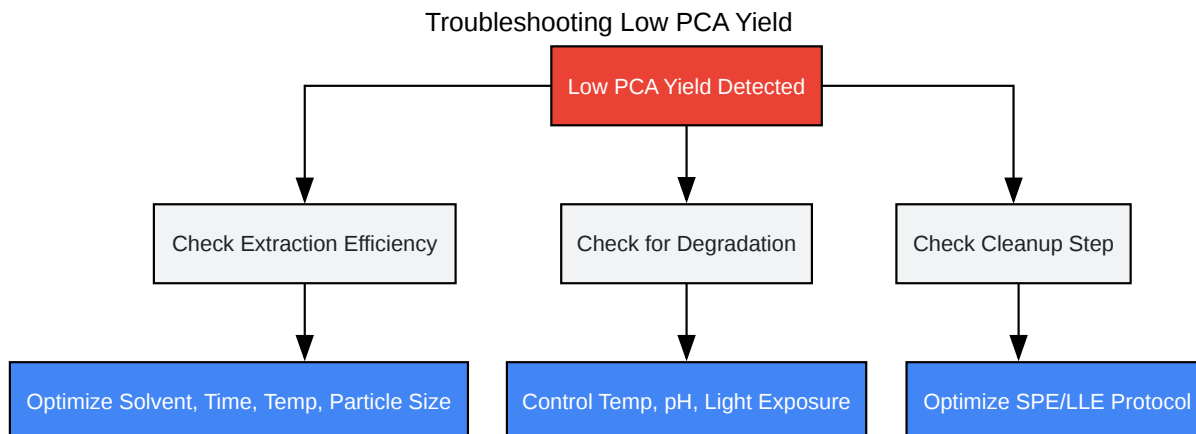 Troubleshooting Low PCA Yield
Low PCA Yield Detected
Check Extraction Efficiency
Check for Degradation
Check Cleanup Step
Optimize Solvent, Time, Temp, Particle Size
Control Temp, pH, Light Exposure
Optimize SPE/LLE Protocol